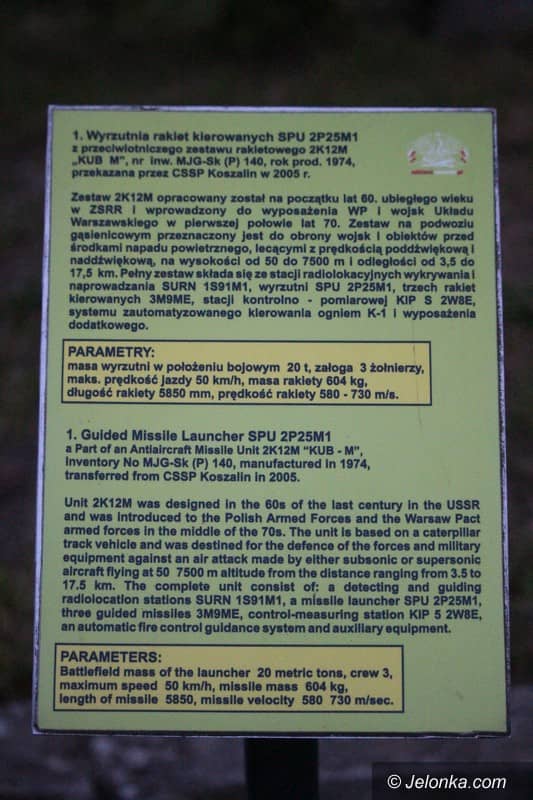 1. Wyrzutnia rakiet kierowanych SPU 2P25M1
z przeciwlotniczego zestawu rakietowego 2K12M
„KUB M”, nr inw. MJG-Sk (P) 140, rok prod. 1974,
przekazana przez CSSP Koszalin w 2005 r.
Zestaw 2K12M opracowany został na początku lat 60. ubiegłego wieku
w ZSRR i wprowadzony do wyposażenia WP i wojsk Układu
Warszawskiego w pierwszej połowie lat 70. Zestaw na podwoziu
gąsienicowym przeznaczony jest do obrony wojsk i obiektów przed
środkami napadu powietrznego, lecącymi z prędkością poddźwiękową i
naddźwiękową, na wysokości od 50 do 7500 m i odległości od 3,5 do
17,5 km. Pełny zestaw składa się ze stacji radiolokacyjnych wykrywania i
naprowadzania SURN 1S91M1, wyrzutni SPU 2P25M1, trzech rakiet
kierowanych 3M9ME, stacji kontrolno - pomiarowej KIP S 2W8E,
systemu zautomatyzowanego kierowania ogniem K-1 i wyposażenia
dodatkowego.
PARAMETRY:
masa wyrzutni w położeniu bojowym 20 t, załoga 3 żołnierzy,
maks. prędkość jazdy 50 km/h, masa rakiety 604 kg,
długość rakiety 5850 mm, prędkość rakiety 580 - 730 m/s.
1. Guided Missile Launcher SPU 2P25M1
a Part of an Antiaircraft Missile Unit 2K12M “KUB - M”,
Inventory No MJG-Sk (P) 140, manufactured in 1974,
transferred from CSSP Koszalin in 2005.
Unit 2K12M was designed in the 60s of the last century in the USSR
and was introduced to the Polish Armed Forces and the Warsaw Pact
armed forces in the middle of the 70s. The unit is based on a caterpillar
track vehicle and was destined for the defence of the forces and military
equipment against an air attack made by either subsonic or supersonic
aircraft flying at 50 7500 m altitude from the distance ranging from 3.5 to
17.5 km. The complete unit consist of: a detecting and guiding
radiolocation stations SURN 1S91M1, a missile launcher SPU 2P25M1,
three guided missiles 3M9ME, control-measuring station KIP 5 2W8E,
an automatic fire control guidance system and auxiliary equipment.
PARAMETERS:
Battlefield mass of the launcher 20 metric tons, crew 3,
maximum speed 50 km/h, missile mass 604 kg,
length of missile 5850, missile velocity 580 730 m/sec.
© Jelonka.com